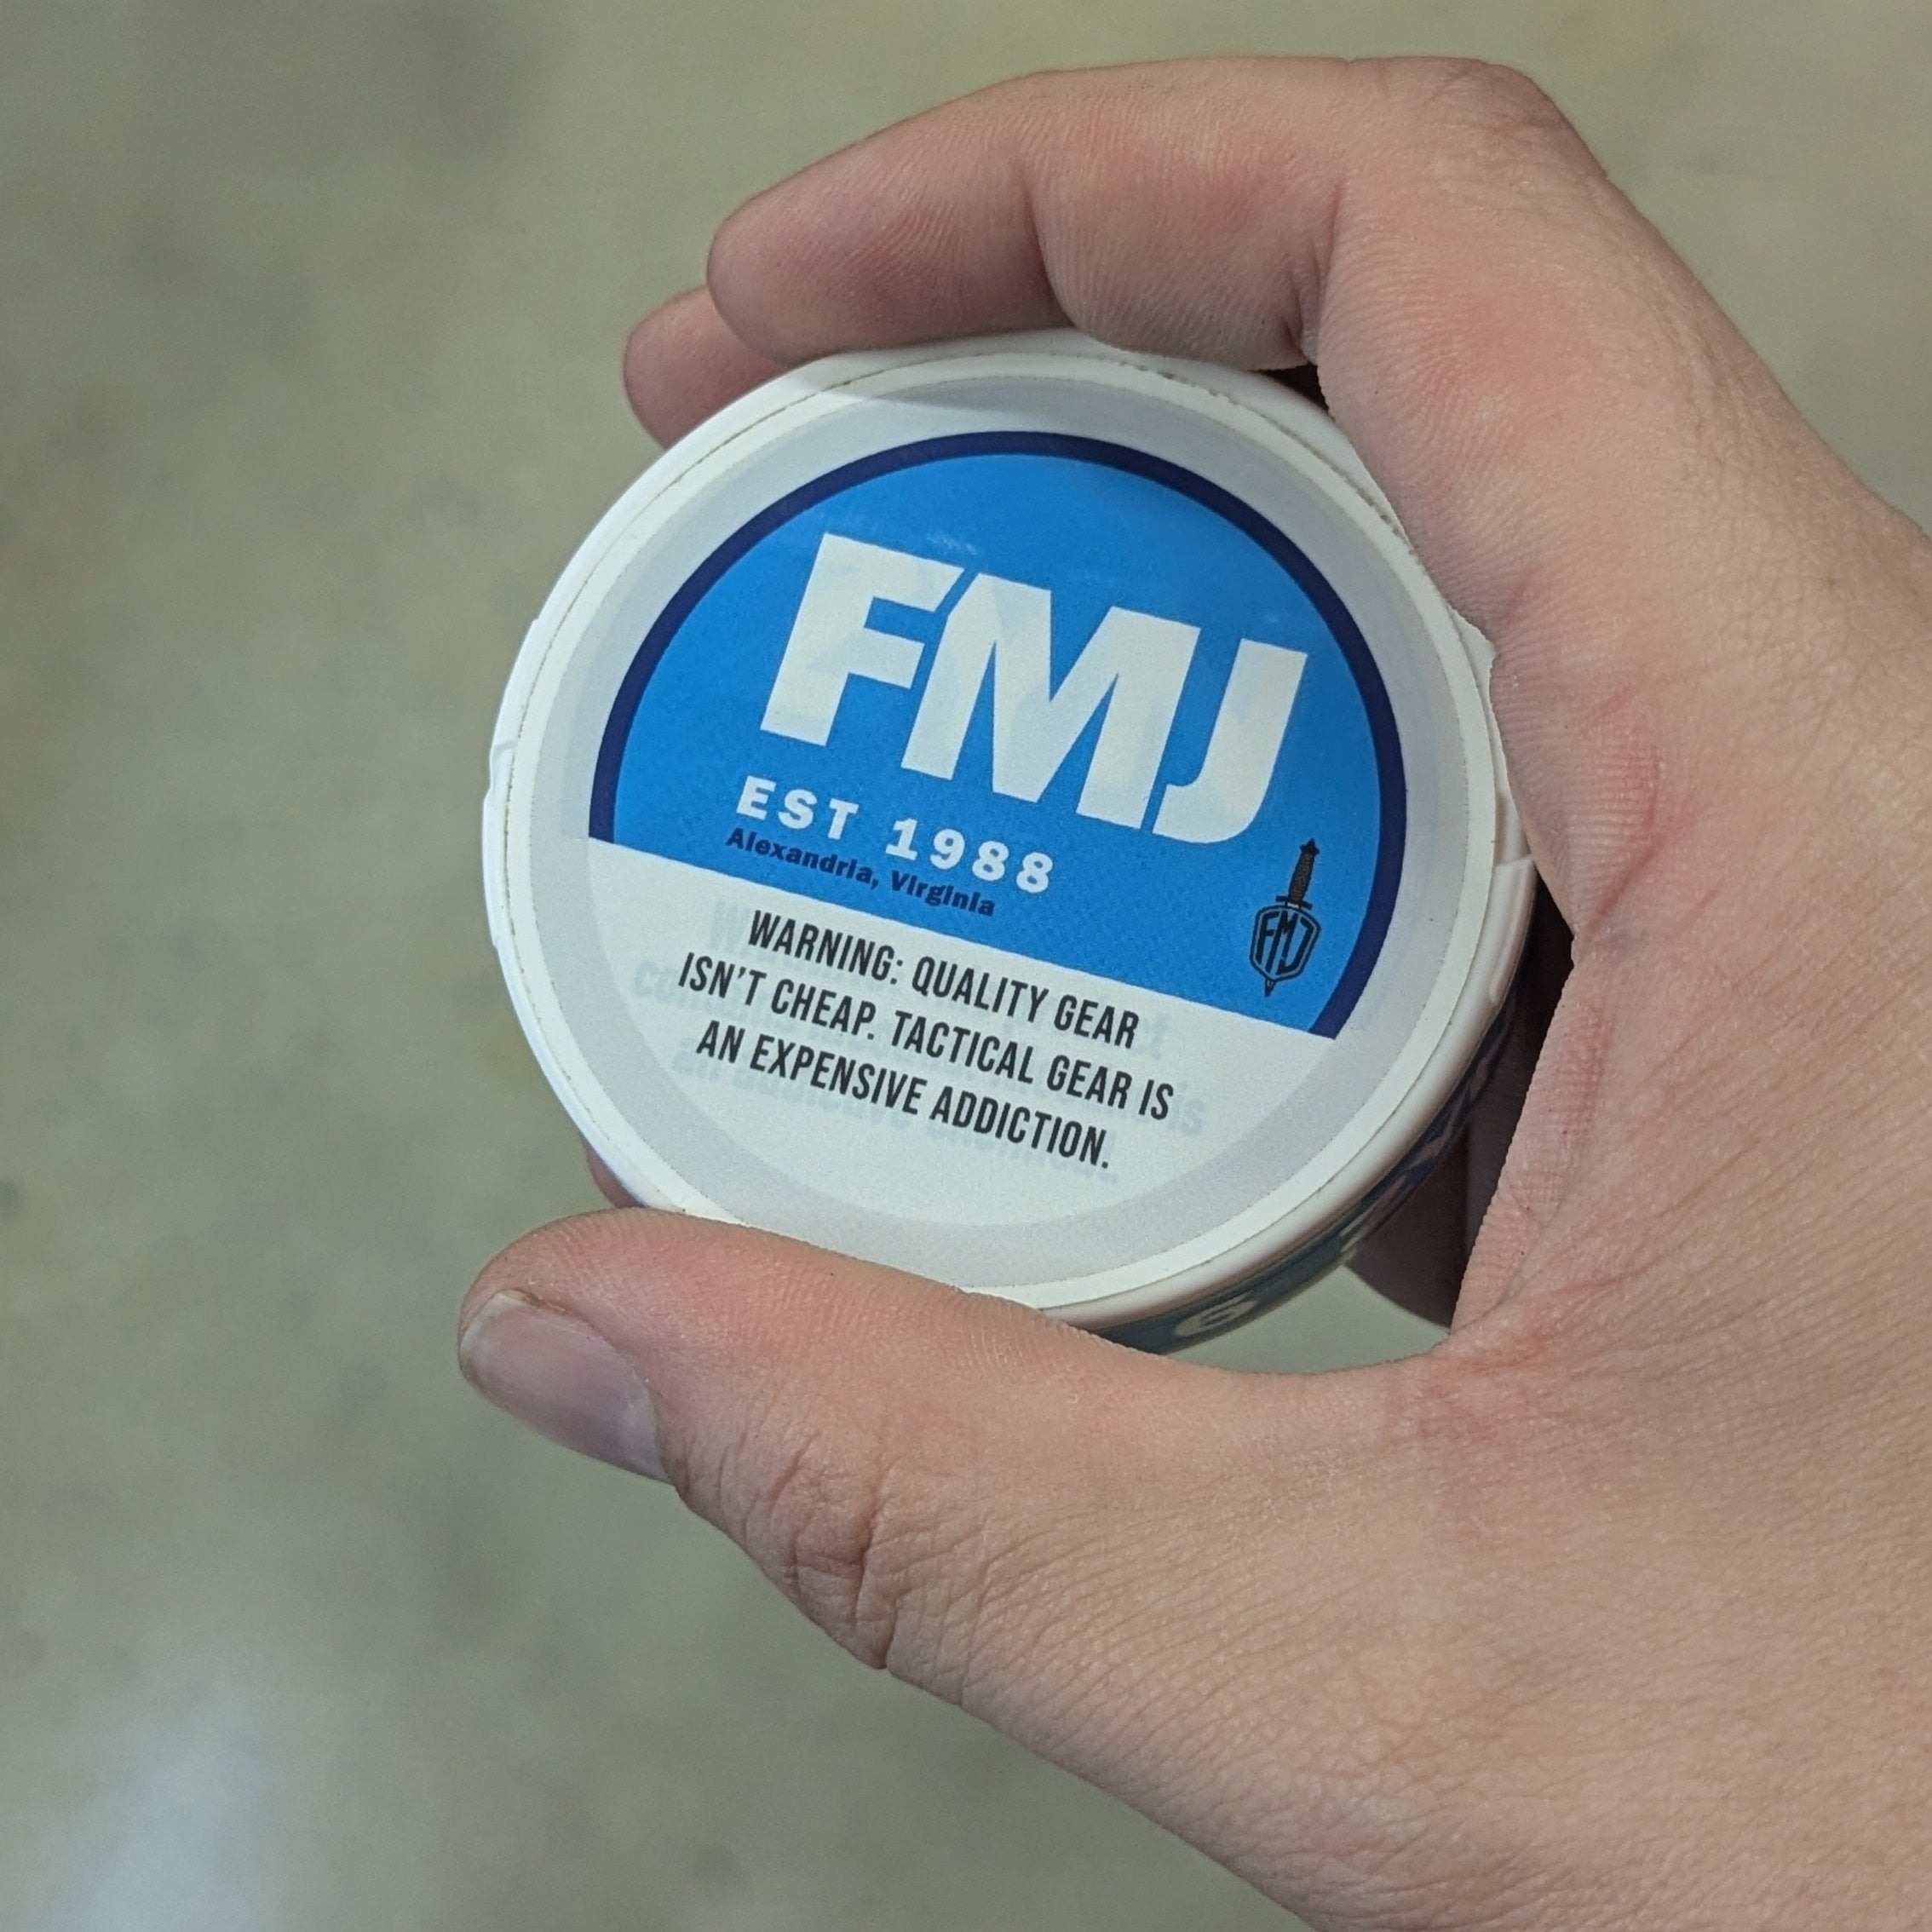 FMJ
EST 1988
Alexandria, Virginia
FMJ
WARNING: QUALITY GEAR
ISN'T CHEAP. TACTICAL GEAR IS
AN EXPENSIVE ADDICTION.